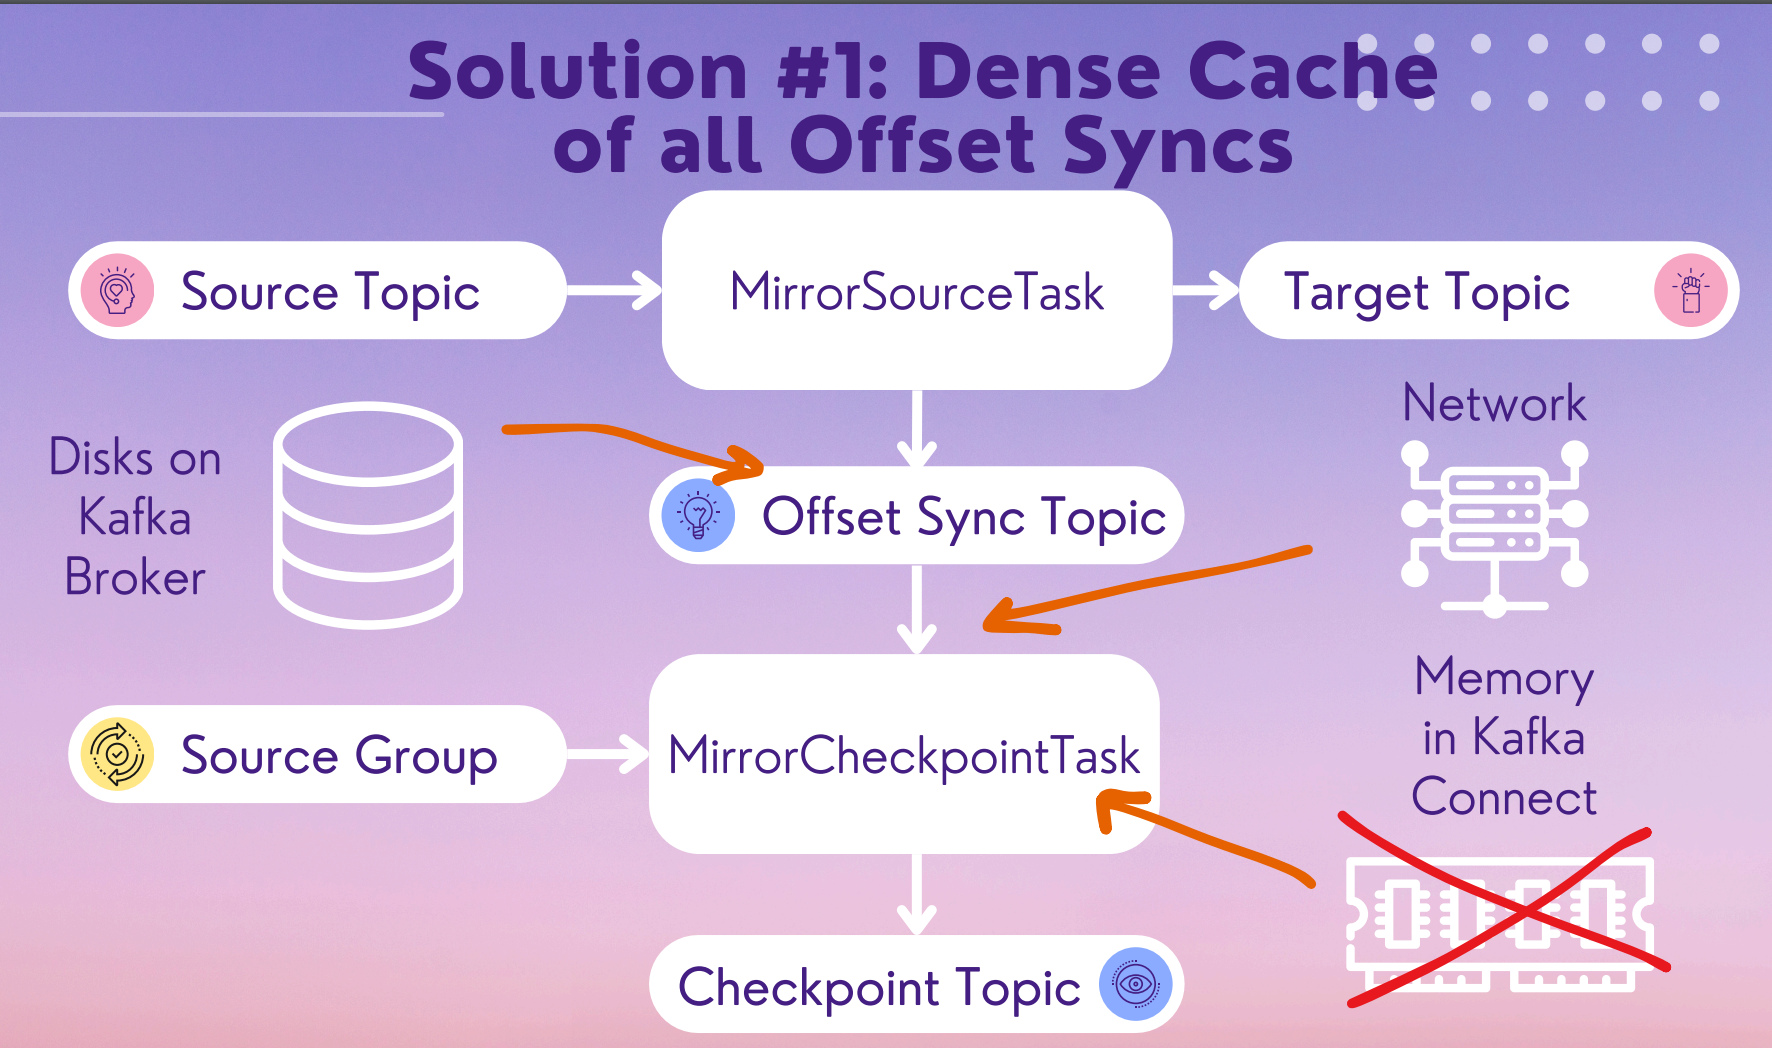 Solution #1: Dense Cache
of all Offset Syncs
Source Topic
MirrorSourceTask
Target Topic
Disks on
Kafka
Broker
Offset Sync Topic
Network
Source Group
MirrorCheckpointTask
Memory
in Kafka
Connect
Checkpoint Topic